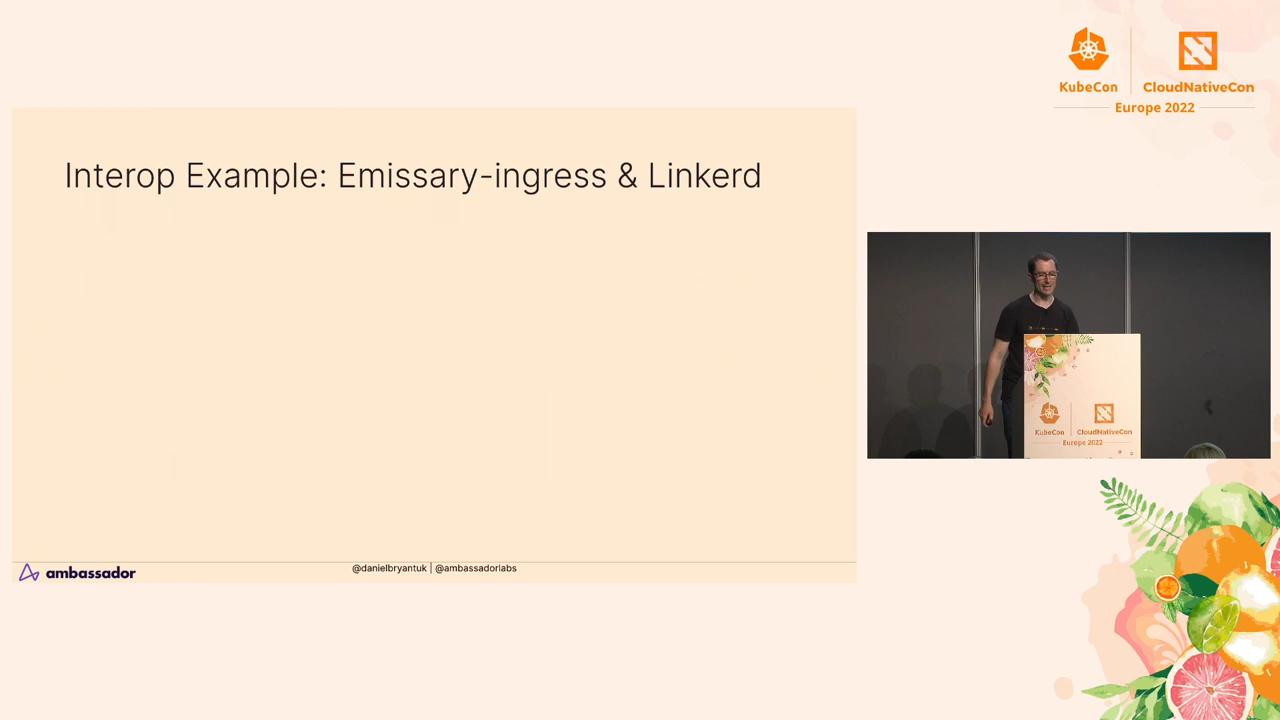 KubeCon
CloudNativeCon
Europe 2022
Interop Example: Emissary-ingress & Linkerd
KubeCon
CloudNativeCon
Europe 2022
ambassador
@danielbryantuk | @ambassadorlabs